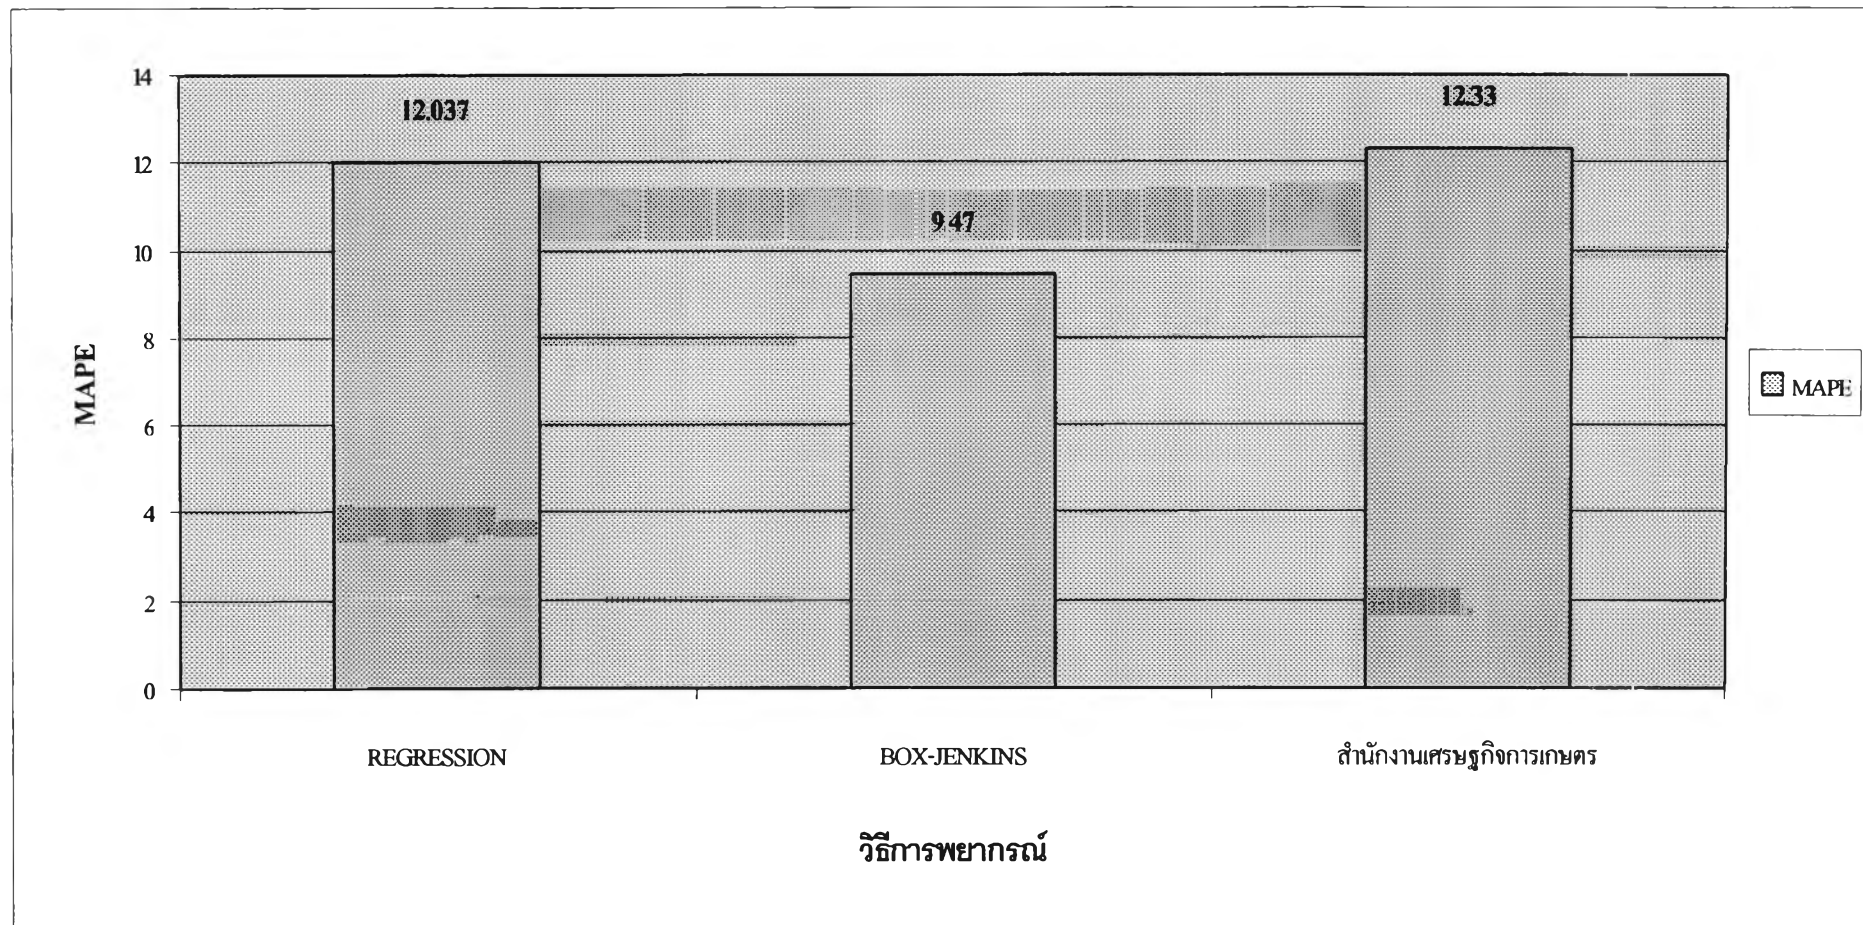 14
12.037
12.33
12
9.47
10
8
MAPE
MAPE
6
4
2
0
REGRESSION
BOX-JENKINS
สำนักงานเศรษฐกิจการเกษตร
วิธีการพยากรณ์